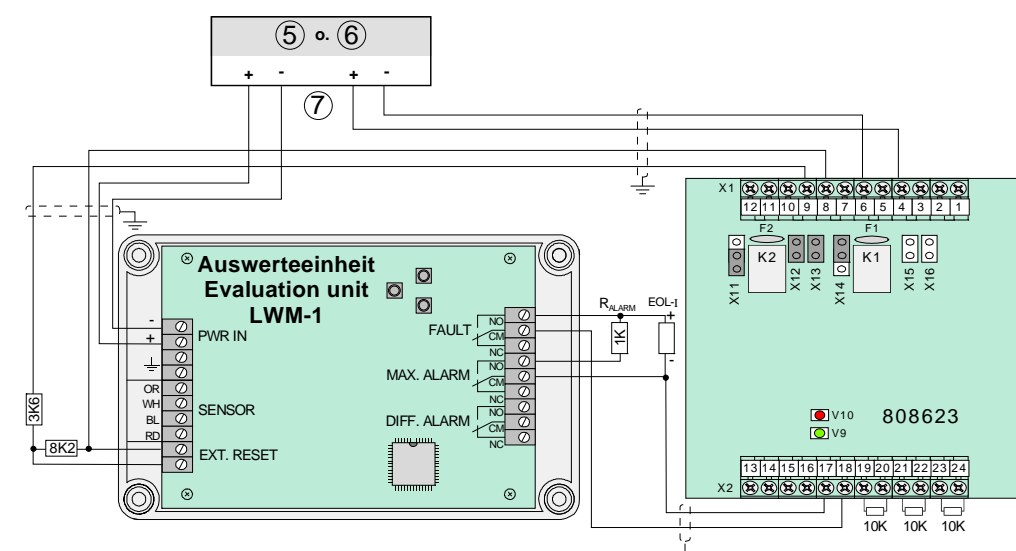 ⑤ o. ⑥
+ - + -
⑦
X1
12 11 10 9 8 7 6 5 4 3 2 1
F2 F1
K2 K1
X11 X12 X13 X14 X15 X16
Auswerteeinheit
Evaluation unit
LWM-1
-
+
PWR IN
OR
WH
BL
RD
SENSOR
EXT. RESET
3K6
8K2
FAULT
NO
CM
NC
MAX. ALARM
NO
CM
NC
DIFF. ALARM
NO
CM
NC
RALARM
1K
EOL-I
+
-
V10
V9
808623
13 14 15 16 17 18 19 20 21 22 23 24
X2
10K 10K 10K